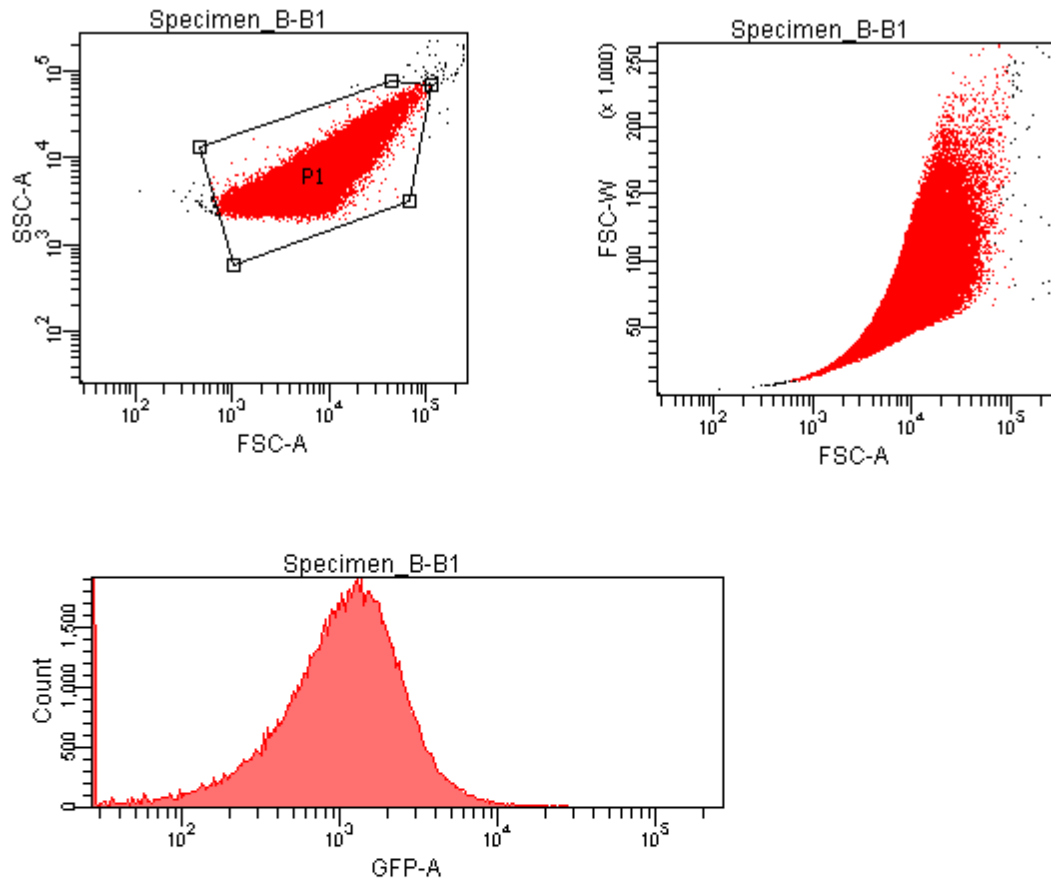 Specimen_B-B1
10^5
10^4
10^3
10^2
SSC-A
P1
10^2 10^3 10^4 10^5
FSC-A
Specimen_B-B1
(x 1,000)
250
200
150
100
50
FSC-W
10^2 10^3 10^4 10^5
FSC-A
Specimen_B-B1
1,500
1,000
500
0
Count
10^2 10^3 10^4 10^5
GFP-A